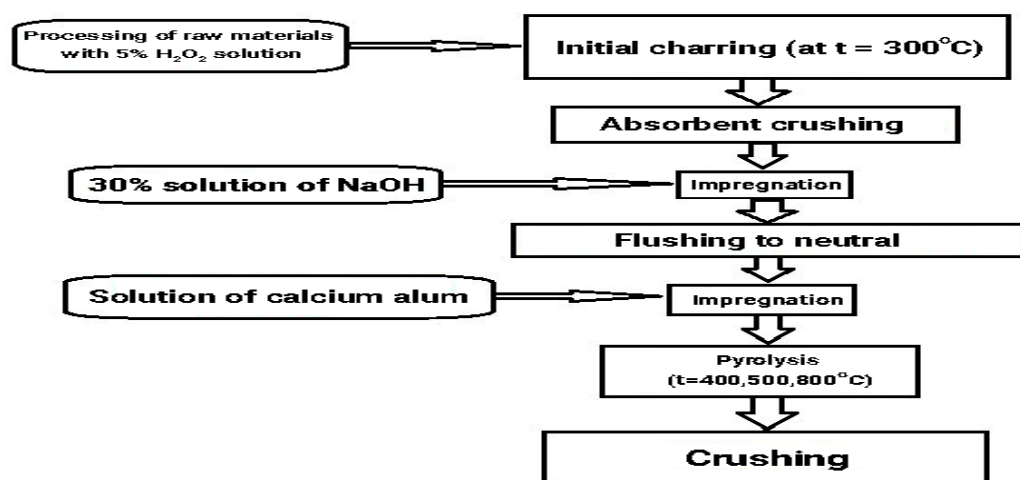 Processing of raw materials
with 5% H₂O₂ solution
Initial charring (at t = 300°C)
Absorbent crushing
30% solution of NaOH
Impregnation
Flushing to neutral
Solution of calcium alum
Impregnation
Pyrolysis
(t=400,500,800°C)
Crushing